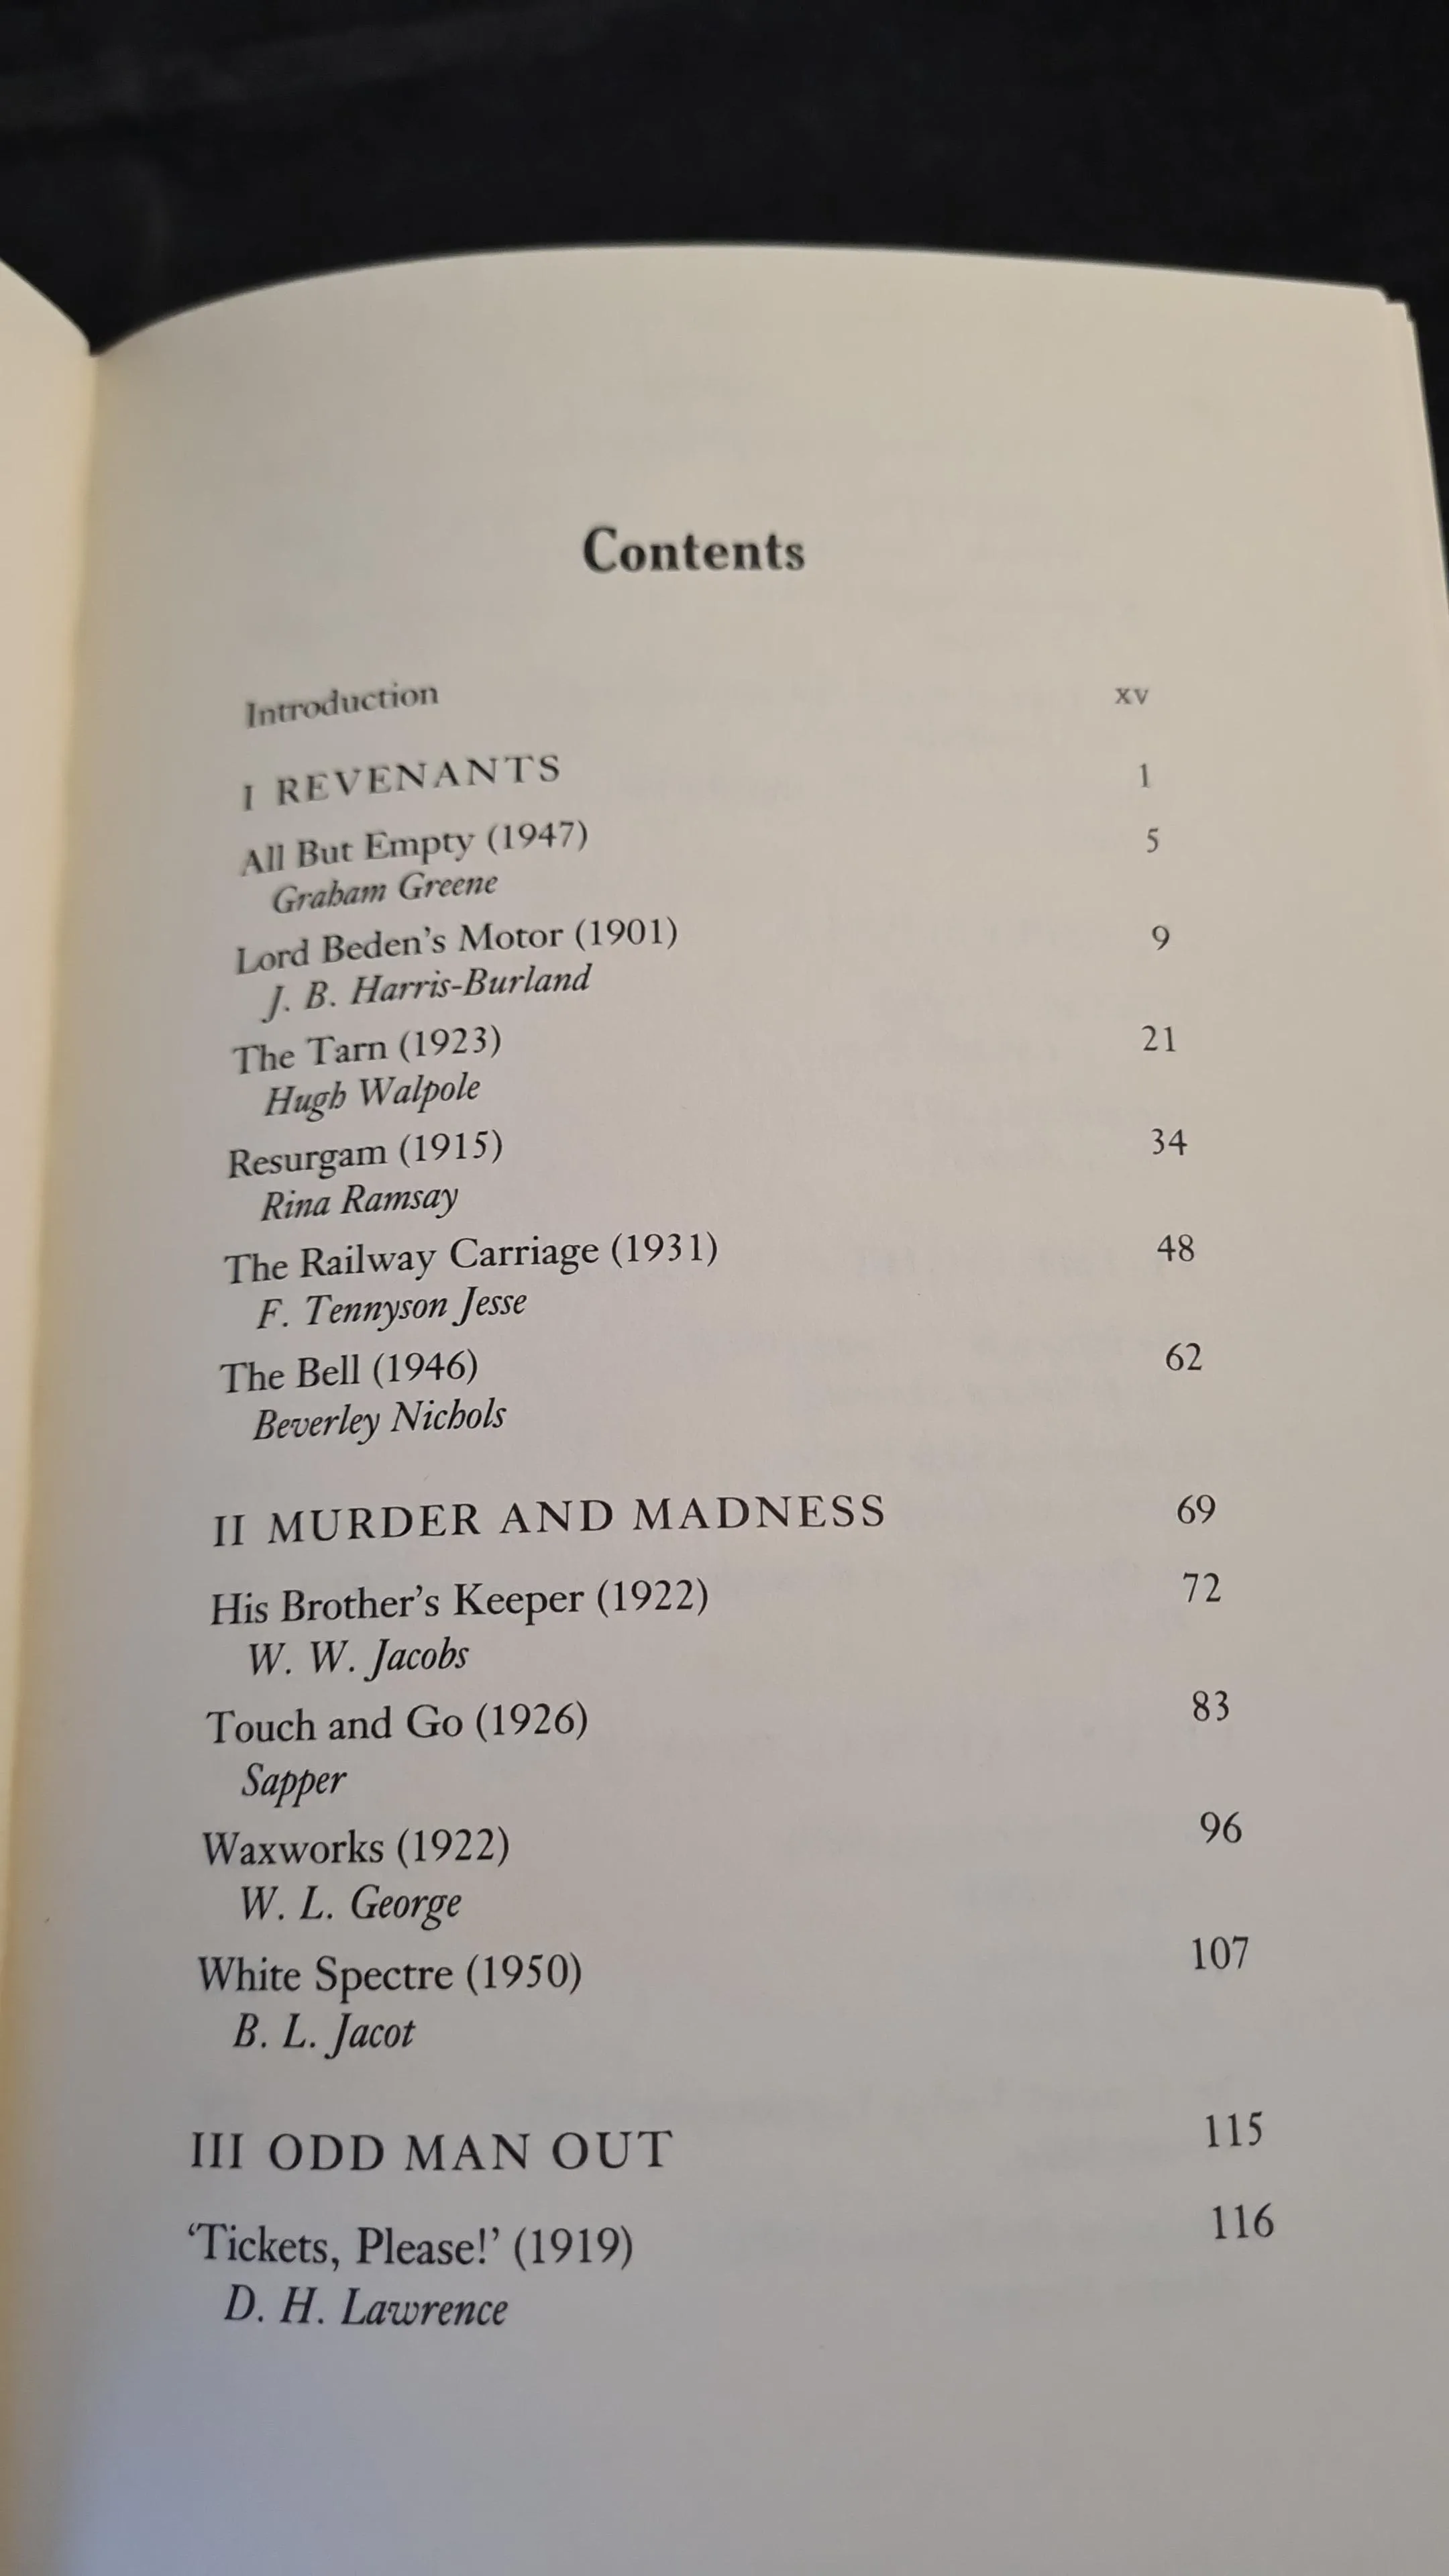 Contents
Introduction xv
I REVENANTS 1
All But Empty (1947) 5
Graham Greene
Lord Beden's Motor (1901) 9
J. B. Harris-Burland
The Tarn (1923) 21
Hugh Walpole
Resurgam (1915) 34
Rina Ramsay
The Railway Carriage (1931) 48
F. Tennyson Jesse
The Bell (1946) 62
Beverley Nichols
II MURDER AND MADNESS 69
His Brother's Keeper (1922) 72
W. W. Jacobs
Touch and Go (1926) 83
Sapper
Waxworks (1922) 96
W. L. George
White Spectre (1950) 107
B. L. Jacot
III ODD MAN OUT 115
‘Tickets, Please!’ (1919) 116
D. H. Lawrence